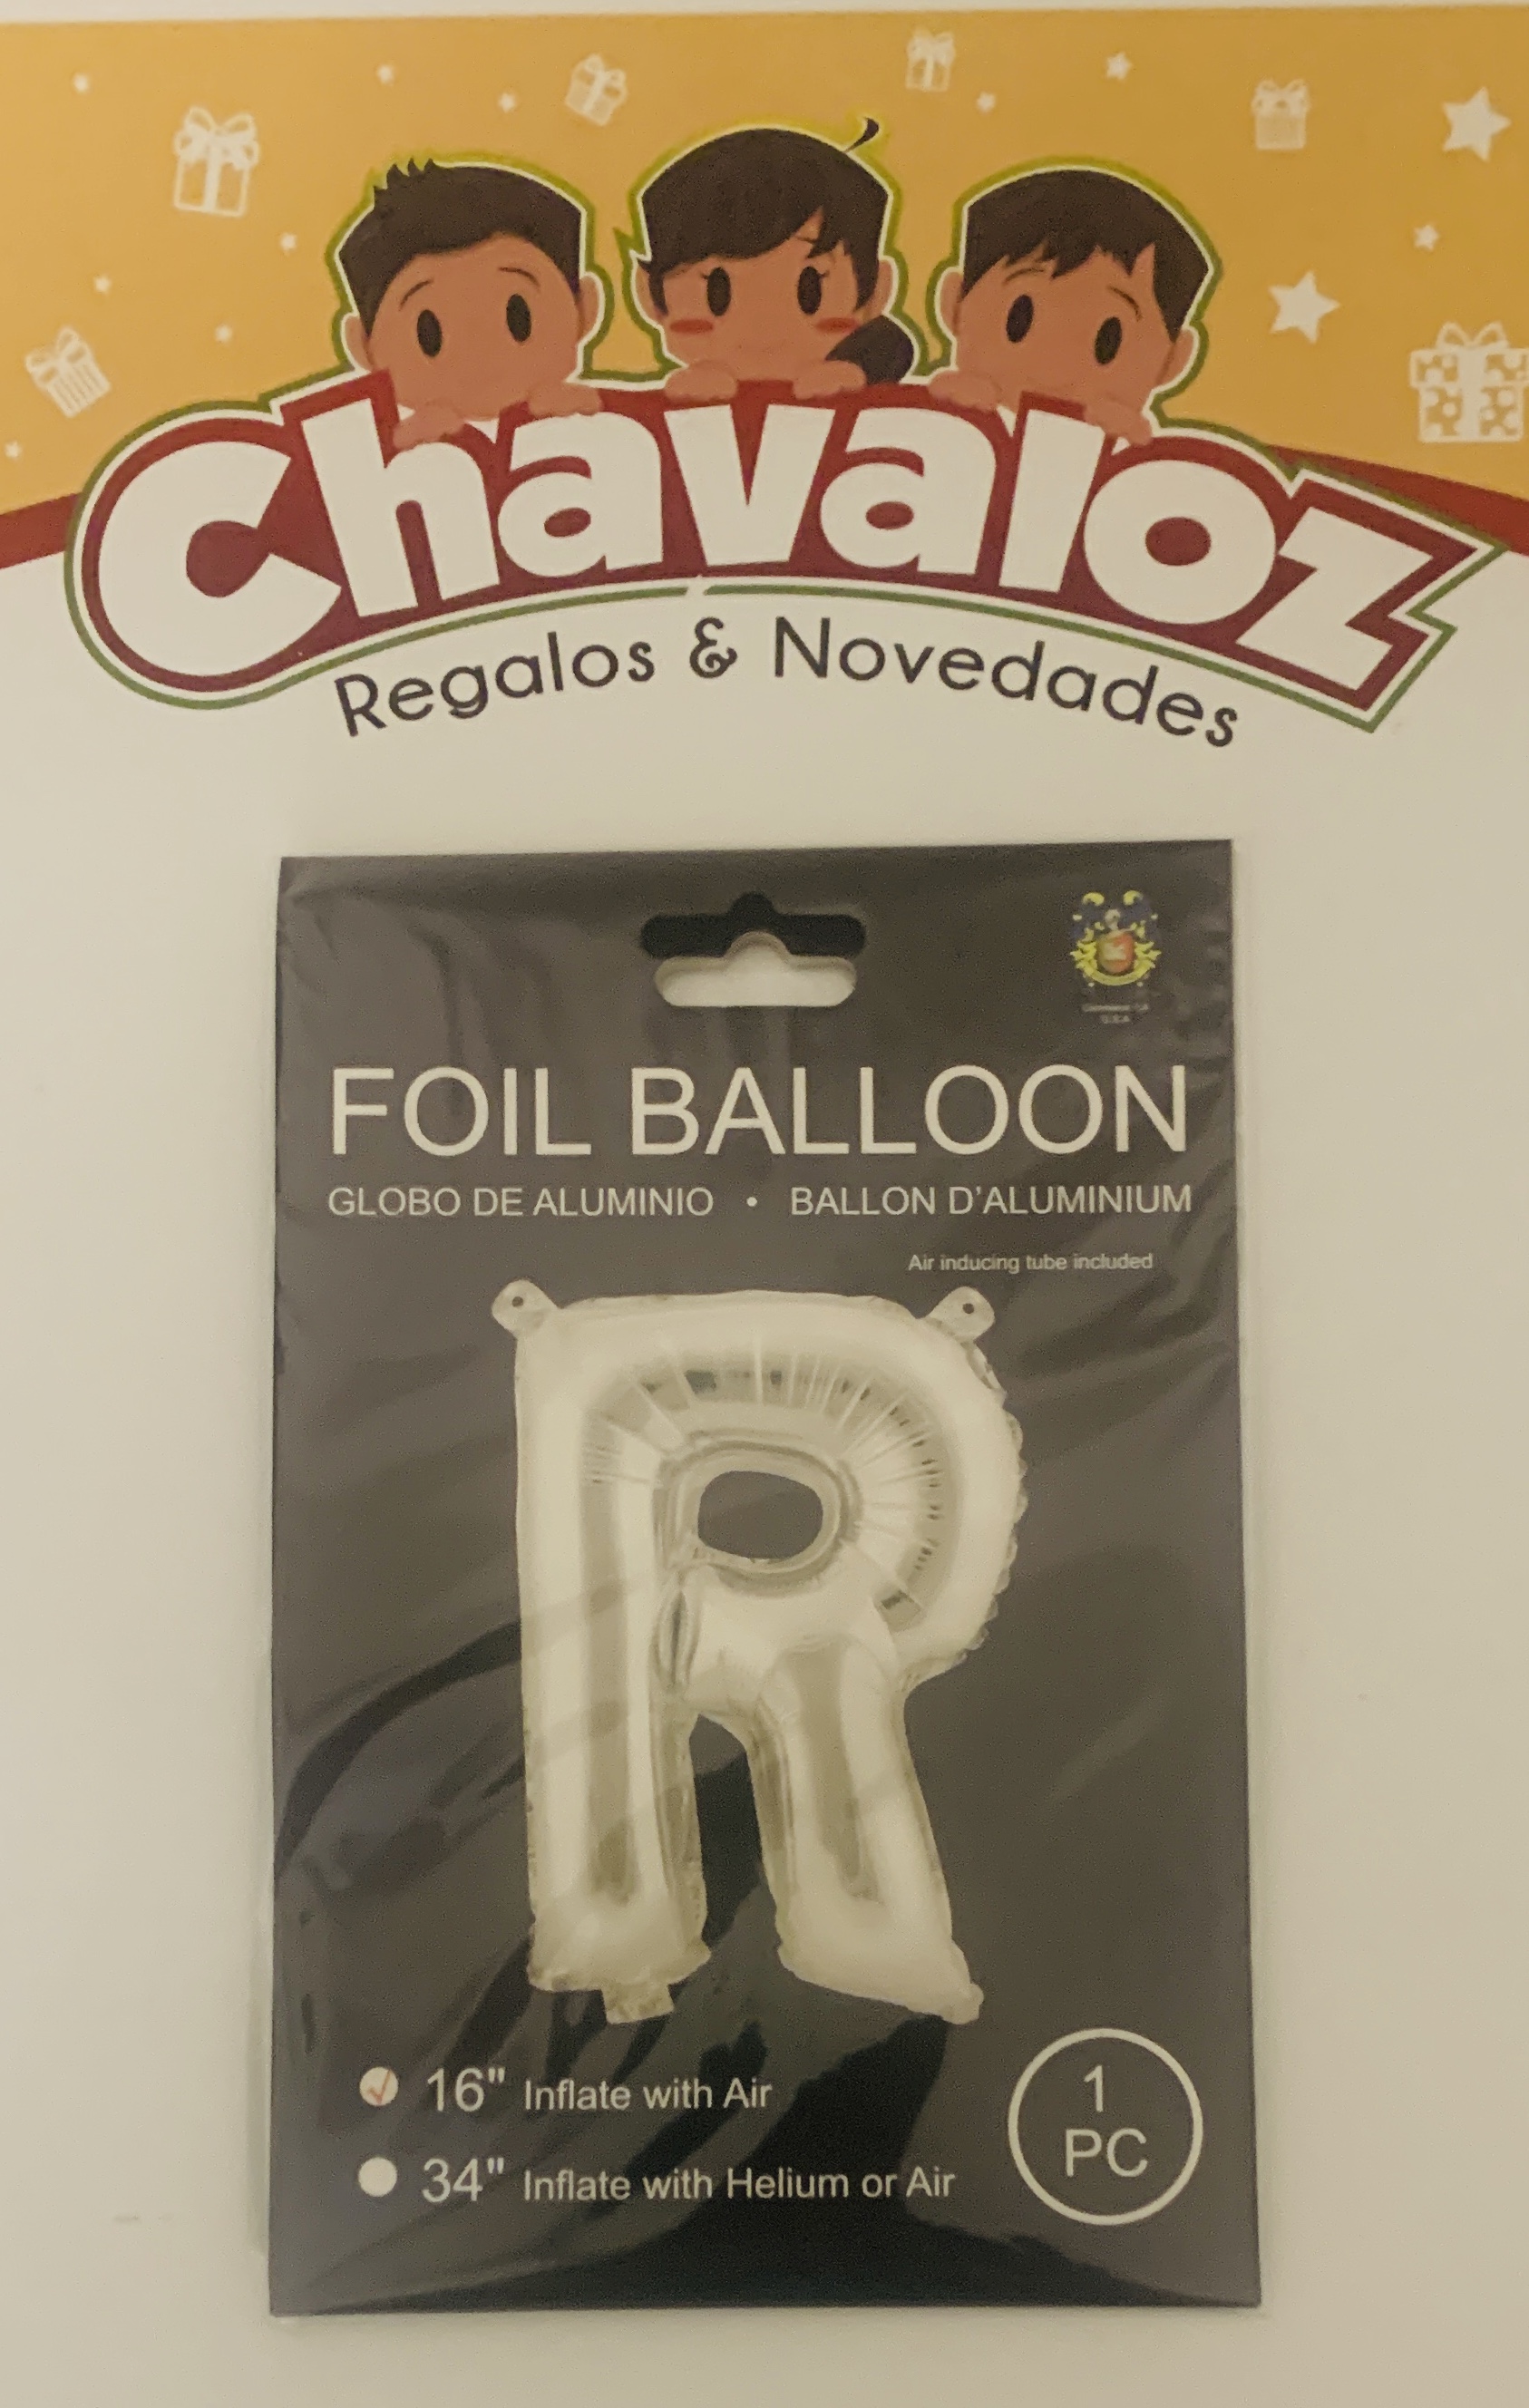 Chavaloz
Regalos & Novedades
U.S.A
FOIL BALLOON
GLOBO DE ALUMINIO • BALLON D'ALUMINIUM
Air inducing tube included
16" Inflate with Air
34" Inflate with Helium or Air
1
PC